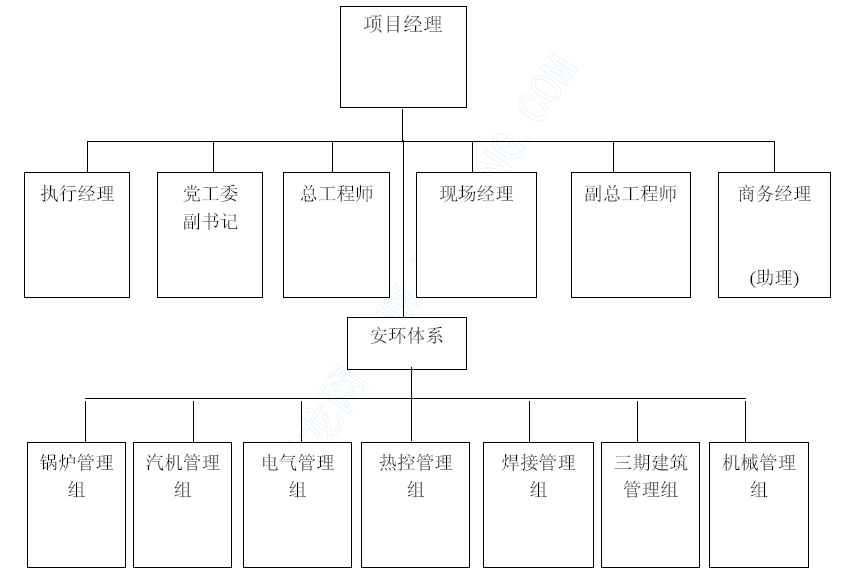 项目经理
执行经理
党工委
副书记
总工程师
现场经理
副总工程师
商务经理
(助理)
安环体系
锅炉管理
组
汽机管理
组
电气管理
组
热控管理
组
焊接管理
组
三期建筑
管理组
机械管理
组
龙网
.COM